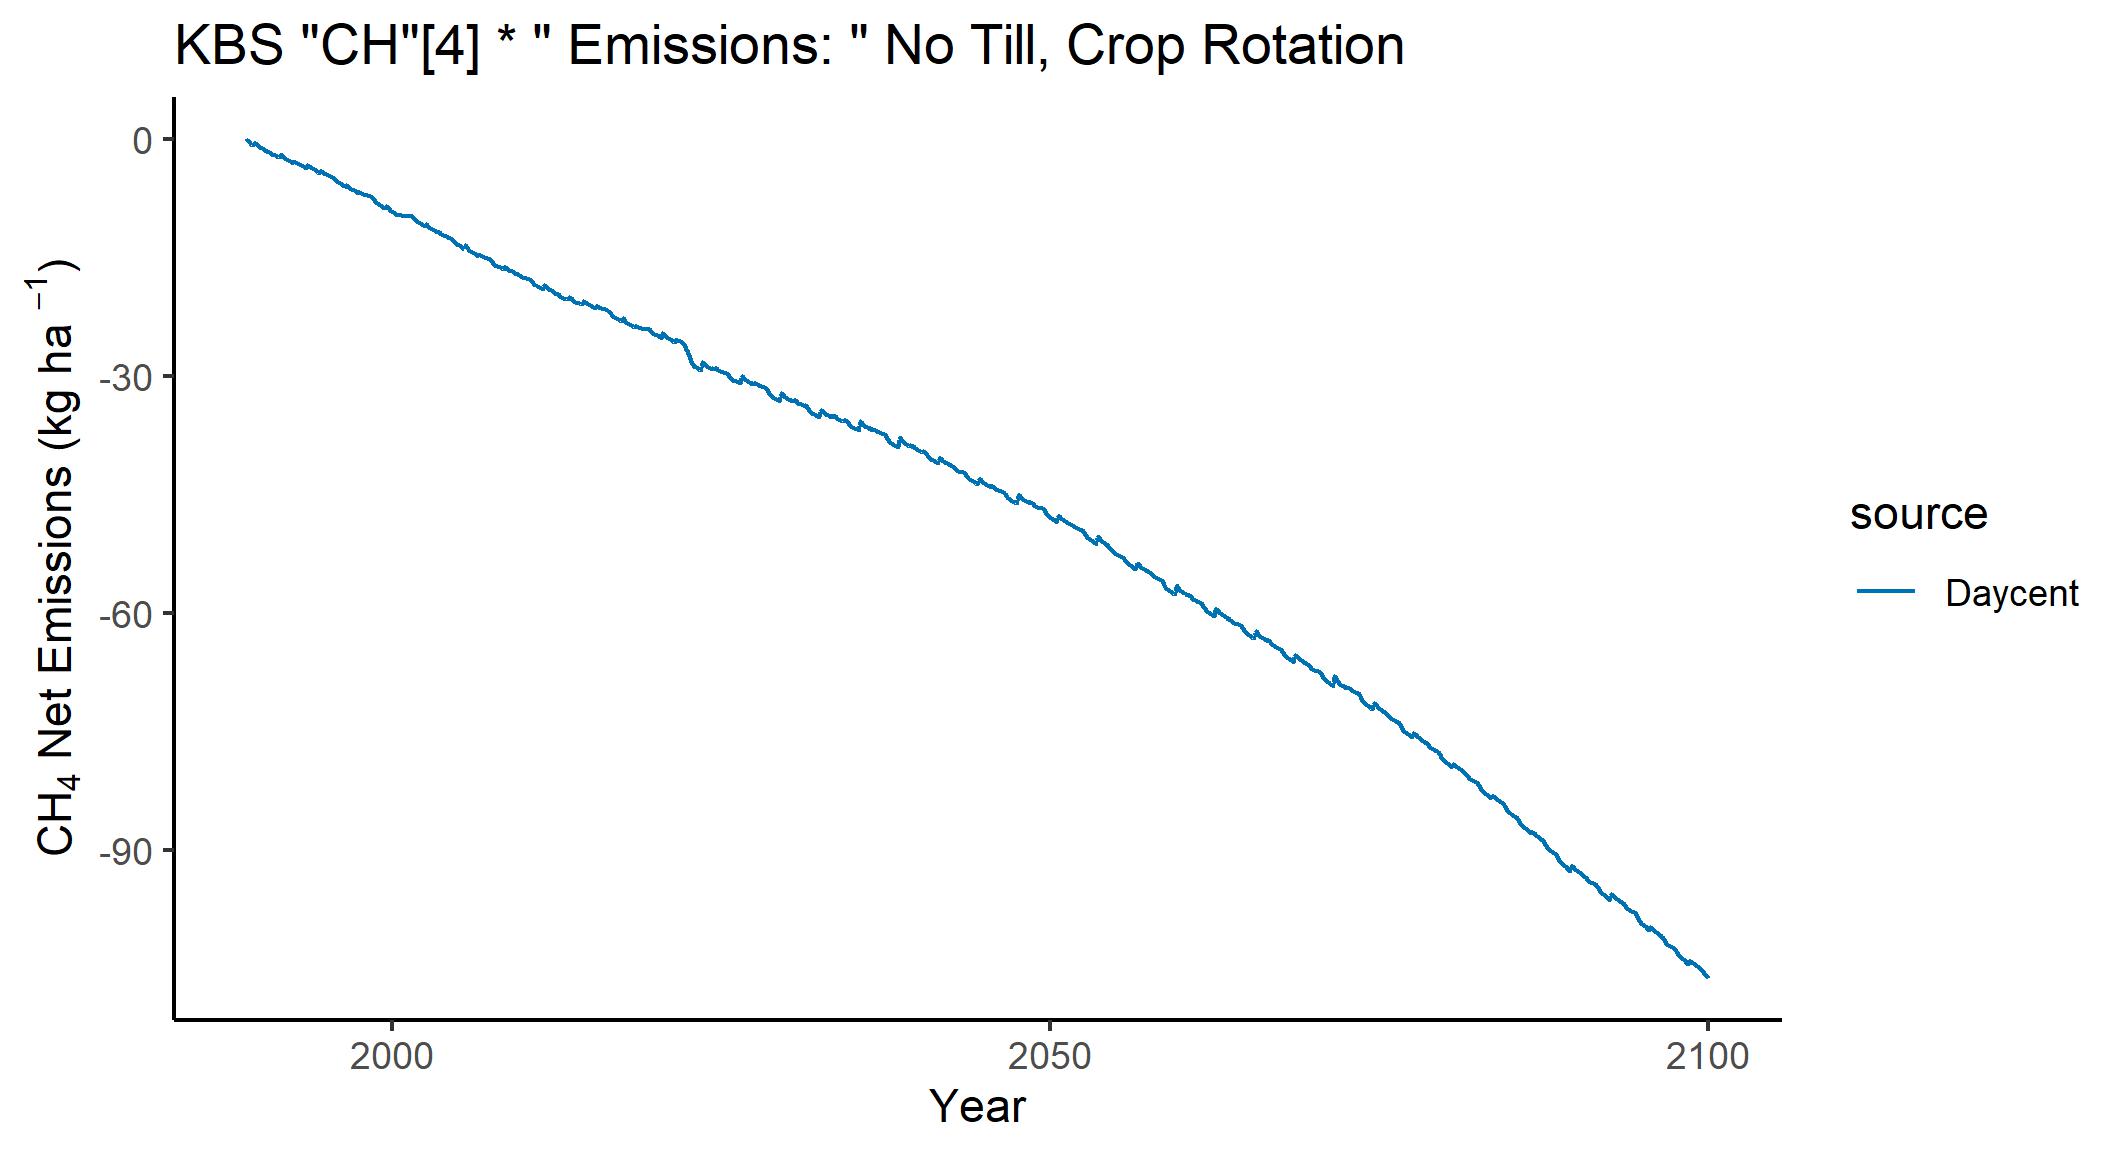 KBS "CH"[4] * " Emissions: " No Till, Crop Rotation
CH₄ Net Emissions (kg ha ⁻¹)
0
-30
-60
-90
2000
2050
2100
Year
source
Daycent